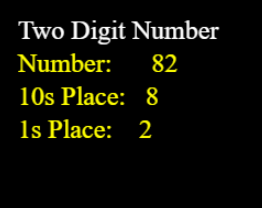 Two Digit Number
Number: 82
10s Place: 8
1s Place: 2